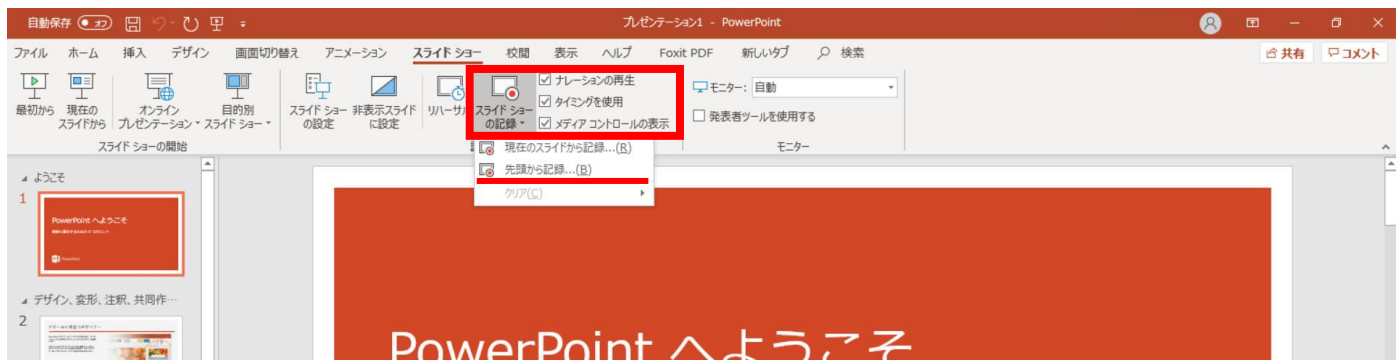 自動保存 オフ
プレゼンテーション1 - PowerPoint
ファイル ホーム 挿入 デザイン 画面切り替え アニメーション スライド ショー 校閲 表示 ヘルプ Foxit PDF 新しいタブ 検索 共有 コメント
最初から
現在の
スライドから
オンライン
プレゼンテーション
目的別
スライド ショー
スライド ショーの開始
スライド ショー
の設定
非表示スライド
に設定
リハーサル
スライド ショー
の記録
ナレーションの再生
タイミングを使用
メディア コントロールの表示
モニター: 自動
発表者ツールを使用する
モニター
現在のスライドから記録...(R)
先頭から記録...(B)
クリア(C)
ようこそ
1
PowerPoint へようこそ
PowerPoint
デザイン、変形、注釈、共同作…
2
PowerPoint へようこそ